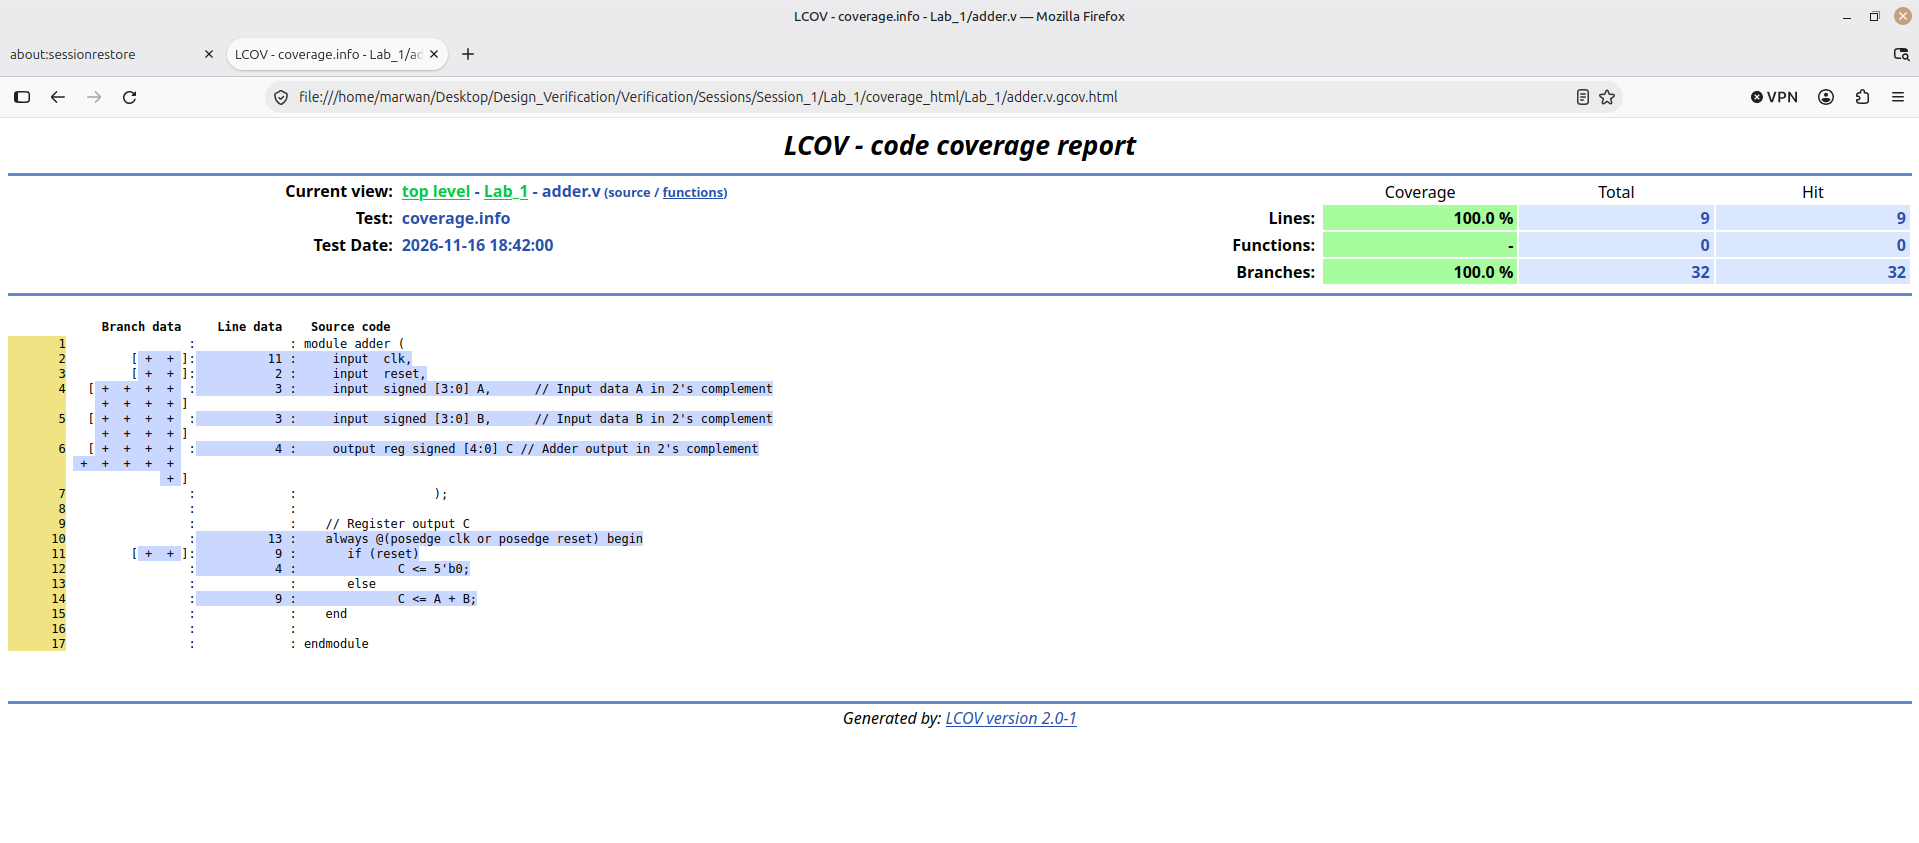 LCOV - coverage.info - Lab_1/adder.v — Mozilla Firefox
about:sessionrestore
LCOV - coverage.info - Lab_1/ad
file:///home/marwan/Desktop/Design_Verification/Verification/Sessions/Session_1/Lab_1/coverage_html/Lab_1/adder.v.gcov.html
VPN
LCOV - code coverage report
Current view: top level - Lab_1 - adder.v (source / functions)
Test: coverage.info
Test Date: 2026-11-16 18:42:00
Coverage Total Hit
Lines: 100.0 % 9 9
Functions: - 0 0
Branches: 100.0 % 32 32
Branch data Line data Source code
1 : : module adder (
2 [ + + ]: 11 : input clk,
3 [ + + ]: 2 : input reset,
4 [ + + + + : 3 : input signed [3:0] A, // Input data A in 2's complement
+ + + + ]
5 [ + + + + : 3 : input signed [3:0] B, // Input data B in 2's complement
+ + + + ]
6 [ + + + + : 4 : output reg signed [4:0] C // Adder output in 2's complement
+ + + + +
+ ]
7 : : );
8 : :
9 : : // Register output C
10 : 13 : always @(posedge clk or posedge reset) begin
11 [ + + ]: 9 : if (reset)
12 : 4 : C <= 5'b0;
13 : : else
14 : 9 : C <= A + B;
15 : : end
16 : :
17 : : endmodule
Generated by: LCOV version 2.0-1